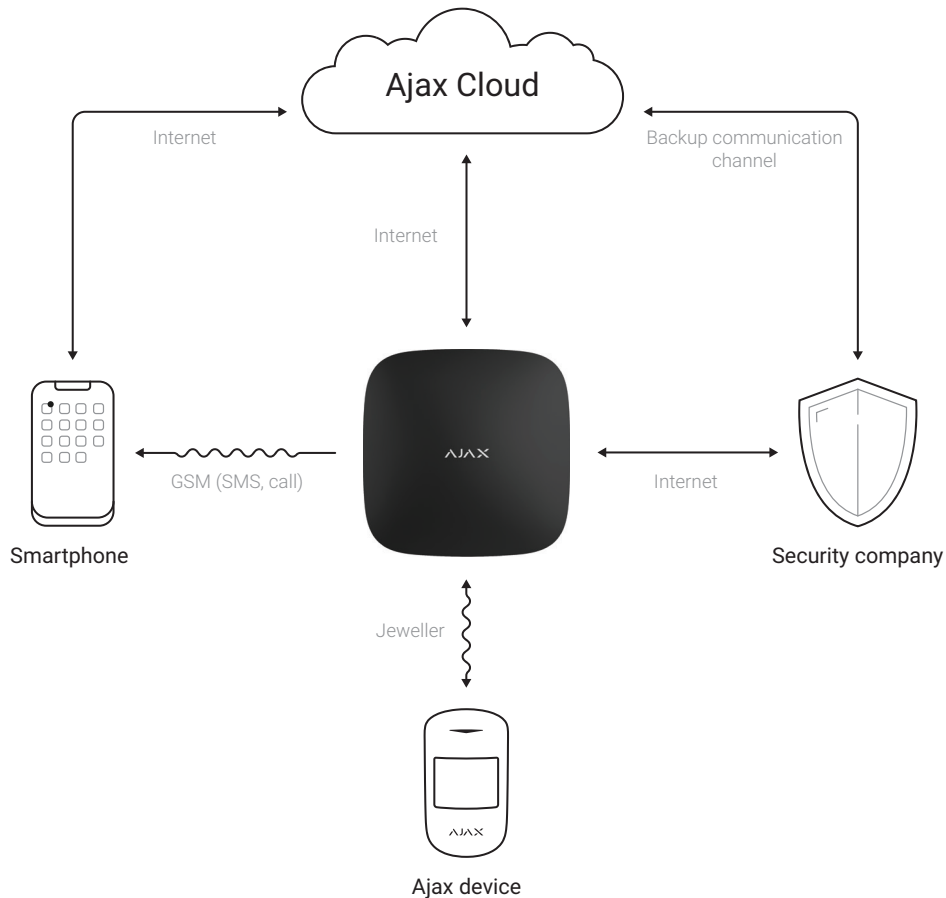 Ajax Cloud
Internet
Backup communication
channel
Internet
AJAX
GSM (SMS, call)
Internet
Smartphone
Security company
Jeweller
AJAX
Ajax device